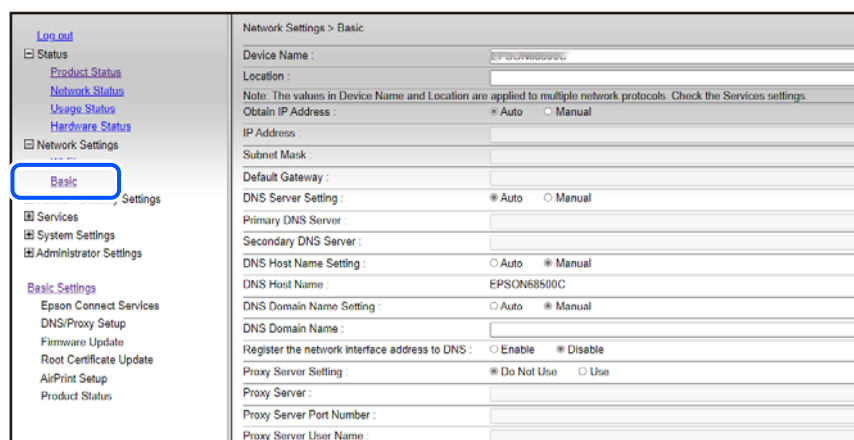 Log out
Status
Product Status
Network Status
Usage Status
Hardware Status
Network Settings
Basic
Settings
Services
System Settings
Administrator Settings
Basic Settings
Epson Connect Services
DNS/Proxy Setup
Firmware Update
Root Certificate Update
AirPrint Setup
Product Status
Network Settings > Basic
Device Name :
Location :
Note: The values in Device Name and Location are applied to multiple network protocols. Check the Services settings.
Obtain IP Address : Auto Manual
IP Address :
Subnet Mask :
Default Gateway :
DNS Server Setting : Auto Manual
Primary DNS Server :
Secondary DNS Server :
DNS Host Name Setting : Auto Manual
DNS Host Name : EPSON68500C
DNS Domain Name Setting : Auto Manual
DNS Domain Name :
Register the network interface address to DNS : Enable Disable
Proxy Server Setting : Do Not Use Use
Proxy Server :
Proxy Server Port Number :
Proxy Server User Name :